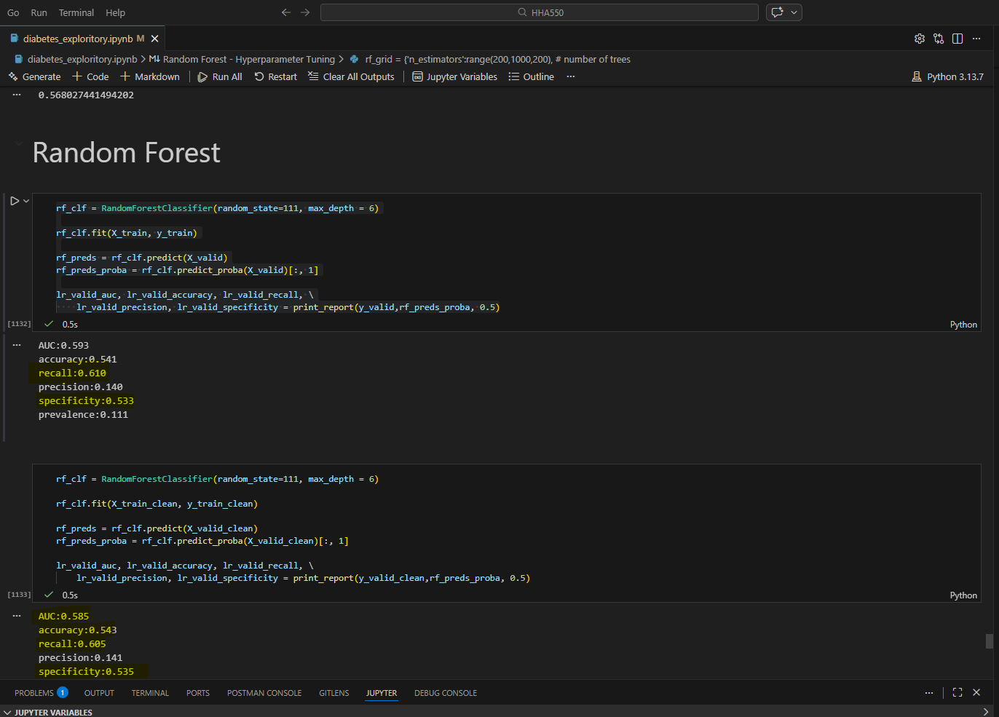 Go Run Terminal Help
HHA550
diabetes_exploritory.ipynb M
diabetes_exploritory.ipynb > M↓ Random Forest - Hyperparameter Tuning > rf_grid = {'n_estimators':range(200,1000,200), # number of trees
Generate + Code + Markdown | Run All Restart Clear All Outputs | Jupyter Variables Outline ... Python 3.13.7
... 0.568027441494202
Random Forest
rf_clf = RandomForestClassifier(random_state=111, max_depth = 6)
rf_clf.fit(X_train, y_train)
rf_preds = rf_clf.predict(X_valid)
rf_preds_proba = rf_clf.predict_proba(X_valid)[:, 1]
lr_valid_auc, lr_valid_accuracy, lr_valid_recall, \
lr_valid_precision, lr_valid_specificity = print_report(y_valid,rf_preds_proba, 0.5)
[1132] ✓ 0.5s Python
... AUC:0.593
accuracy:0.541
recall:0.610
precision:0.140
specificity:0.533
prevalence:0.111
rf_clf = RandomForestClassifier(random_state=111, max_depth = 6)
rf_clf.fit(X_train_clean, y_train_clean)
rf_preds = rf_clf.predict(X_valid_clean)
rf_preds_proba = rf_clf.predict_proba(X_valid_clean)[:, 1]
lr_valid_auc, lr_valid_accuracy, lr_valid_recall, \
lr_valid_precision, lr_valid_specificity = print_report(y_valid_clean,rf_preds_proba, 0.5)
[1133] ✓ 0.5s Python
... AUC:0.585
accuracy:0.543
recall:0.605
precision:0.141
specificity:0.535
PROBLEMS 1 OUTPUT TERMINAL PORTS POSTMAN CONSOLE GITLENS JUPYTER DEBUG CONSOLE
JUPYTER VARIABLES